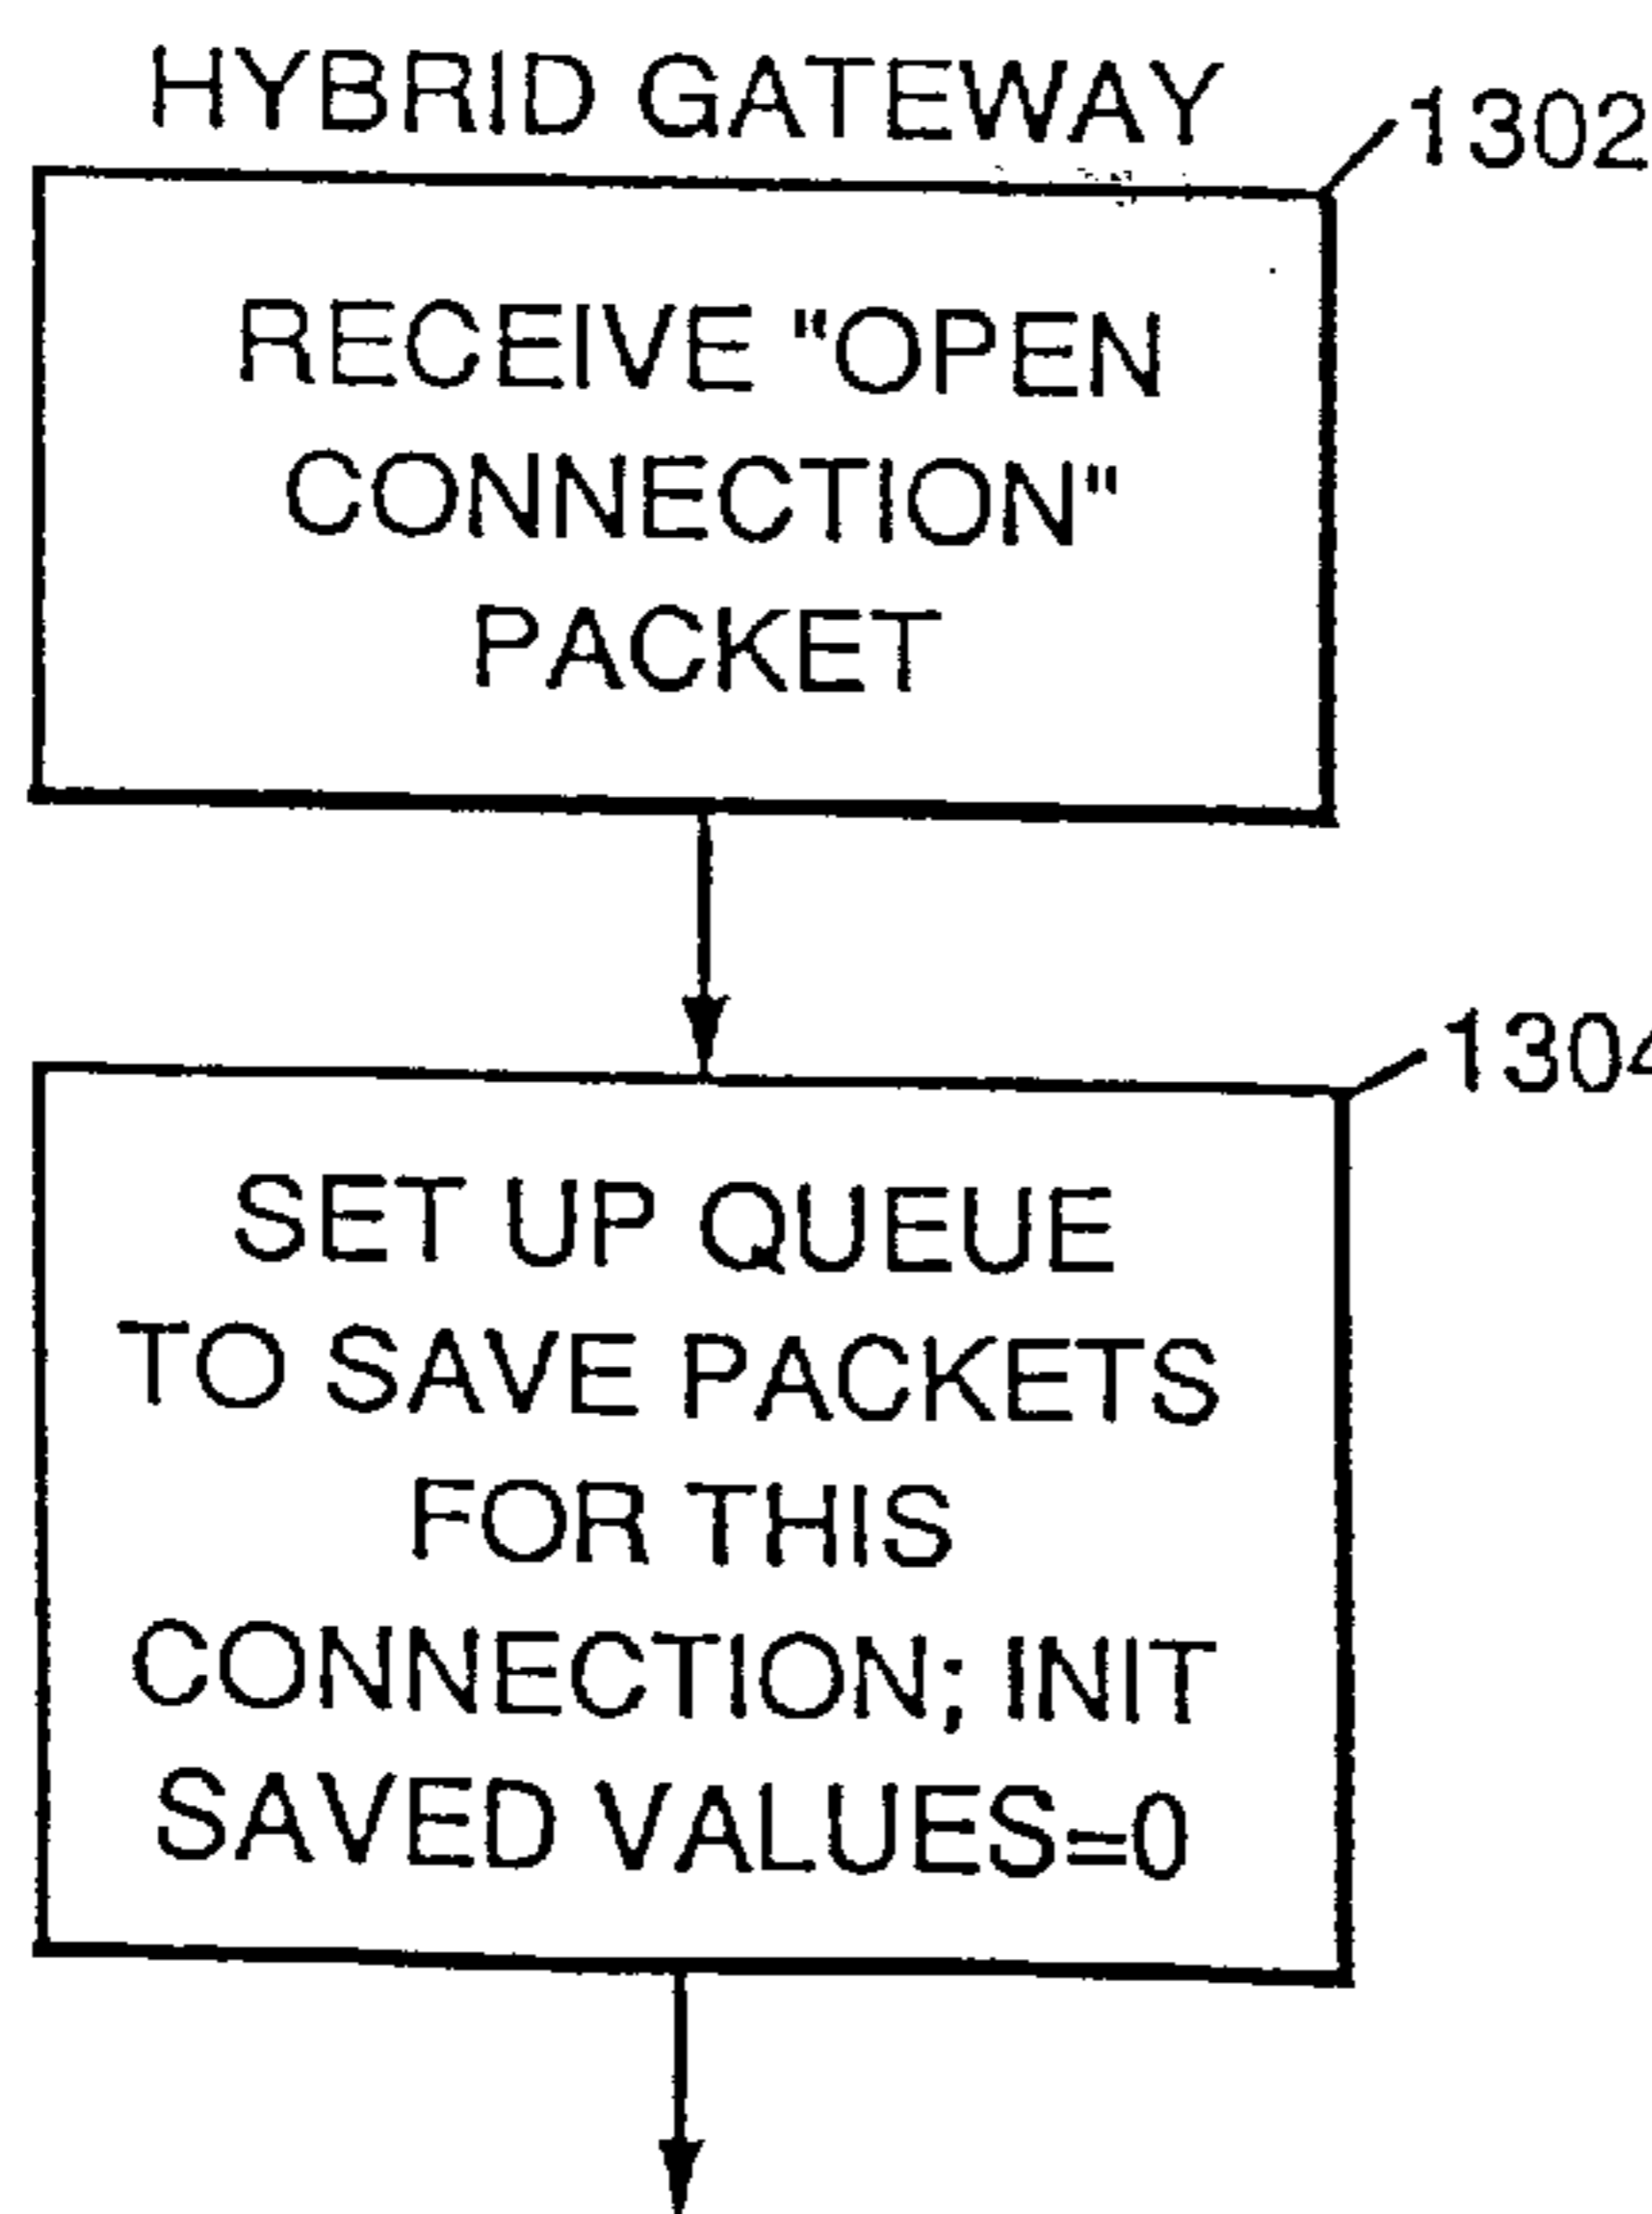 HYBRID GATEWAY
1302
RECEIVE "OPEN
CONNECTION"
PACKET
1304
SET UP QUEUE
TO SAVE PACKETS
FOR THIS
CONNECTION; INIT
SAVED VALUES=0